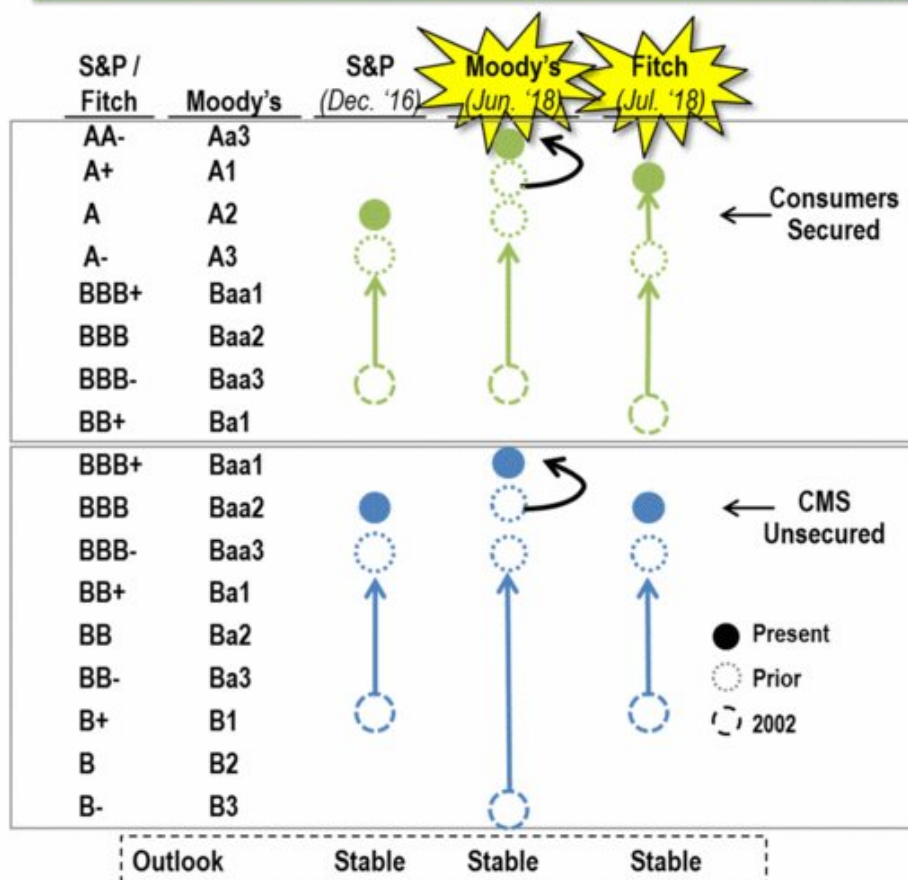 S&P / Fitch Moody's S&P (Dec. ‘16) Moody's (Jun. ‘18) Fitch (Jul. ‘18)
AA- Aa3
A+ A1
A A2
A- A3
BBB+ Baa1
BBB Baa2
BBB- Baa3
BB+ Ba1
Consumers
Secured
BBB+ Baa1
BBB Baa2
BBB- Baa3
BB+ Ba1
BB Ba2
BB- Ba3
B+ B1
B B2
B- B3
CMS
Unsecured
Present
Prior
2002
Outlook Stable Stable Stable